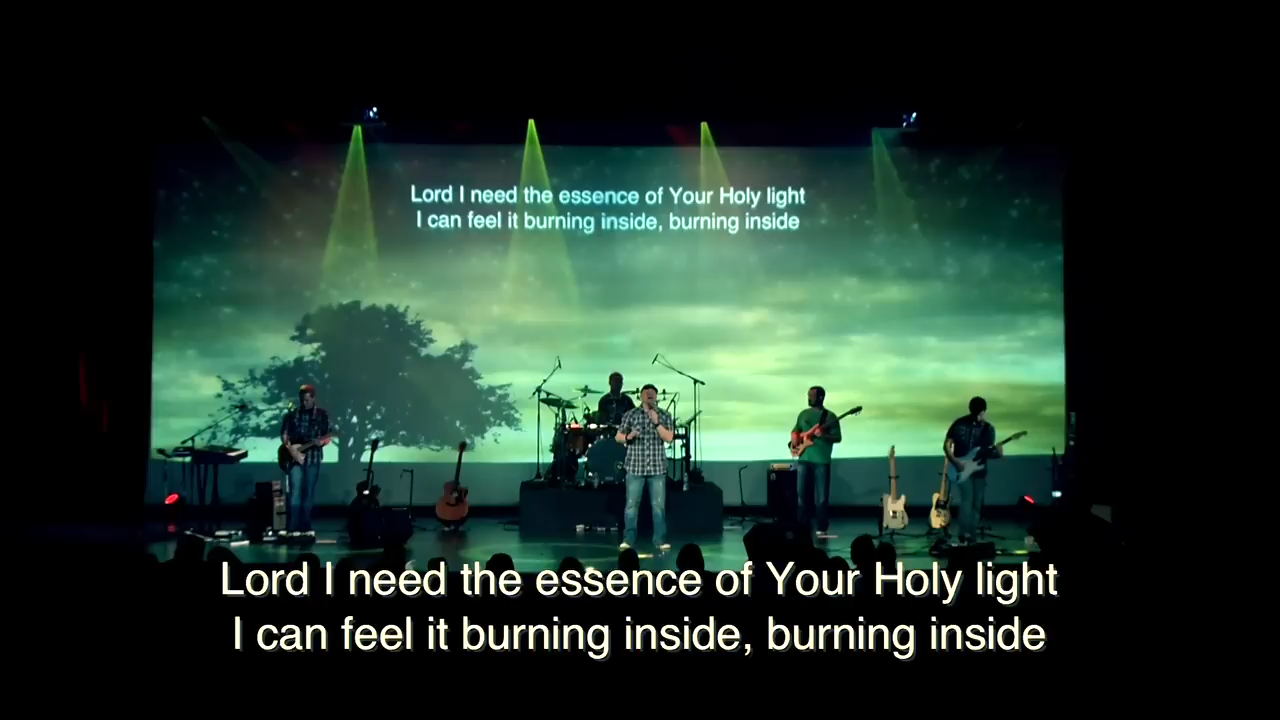 Lord I need the essence of Your Holy light
I can feel it burning inside, burning inside
Lord I need the essence of Your Holy light
I can feel it burning inside, burning inside